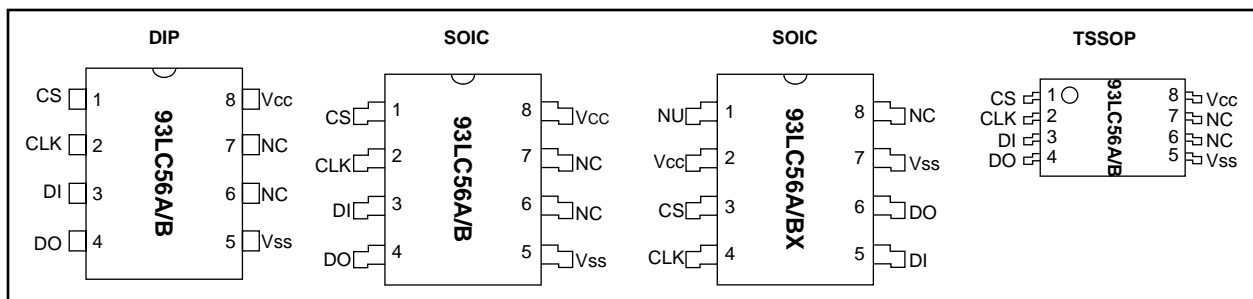 DIP
CS 1 8 Vcc
CLK 2 7 NC
DI 3 6 NC
DO 4 5 Vss
93LC56A/B
SOIC
CS 1 8 Vcc
CLK 2 7 NC
DI 3 6 NC
DO 4 5 Vss
93LC56A/B
SOIC
NU 1 8 NC
Vcc 2 7 Vss
CS 3 6 DO
CLK 4 5 DI
93LC56A/BX
TSSOP
CS 1 8 Vcc
CLK 2 7 NC
DI 3 6 NC
DO 4 5 Vss
93LC56A/B